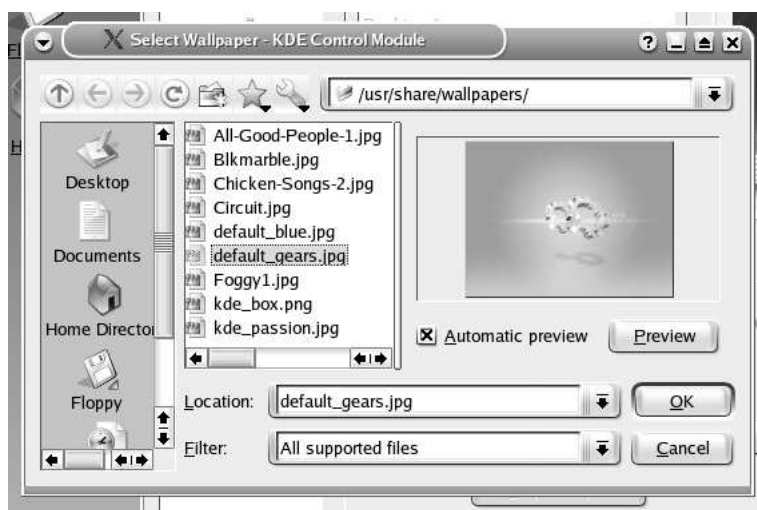 Select Wallpaper - KDE Control Module
/usr/share/wallpapers/
Desktop
Documents
Home Director
Floppy
All-Good-People-1.jpg
Blkmarble.jpg
Chicken-Songs-2.jpg
Circuit.jpg
default_blue.jpg
default_gears.jpg
Foggy1.jpg
kde_box.png
kde_passion.jpg
Automatic preview
Preview
Location:
default_gears.jpg
OK
Filter:
All supported files
Cancel